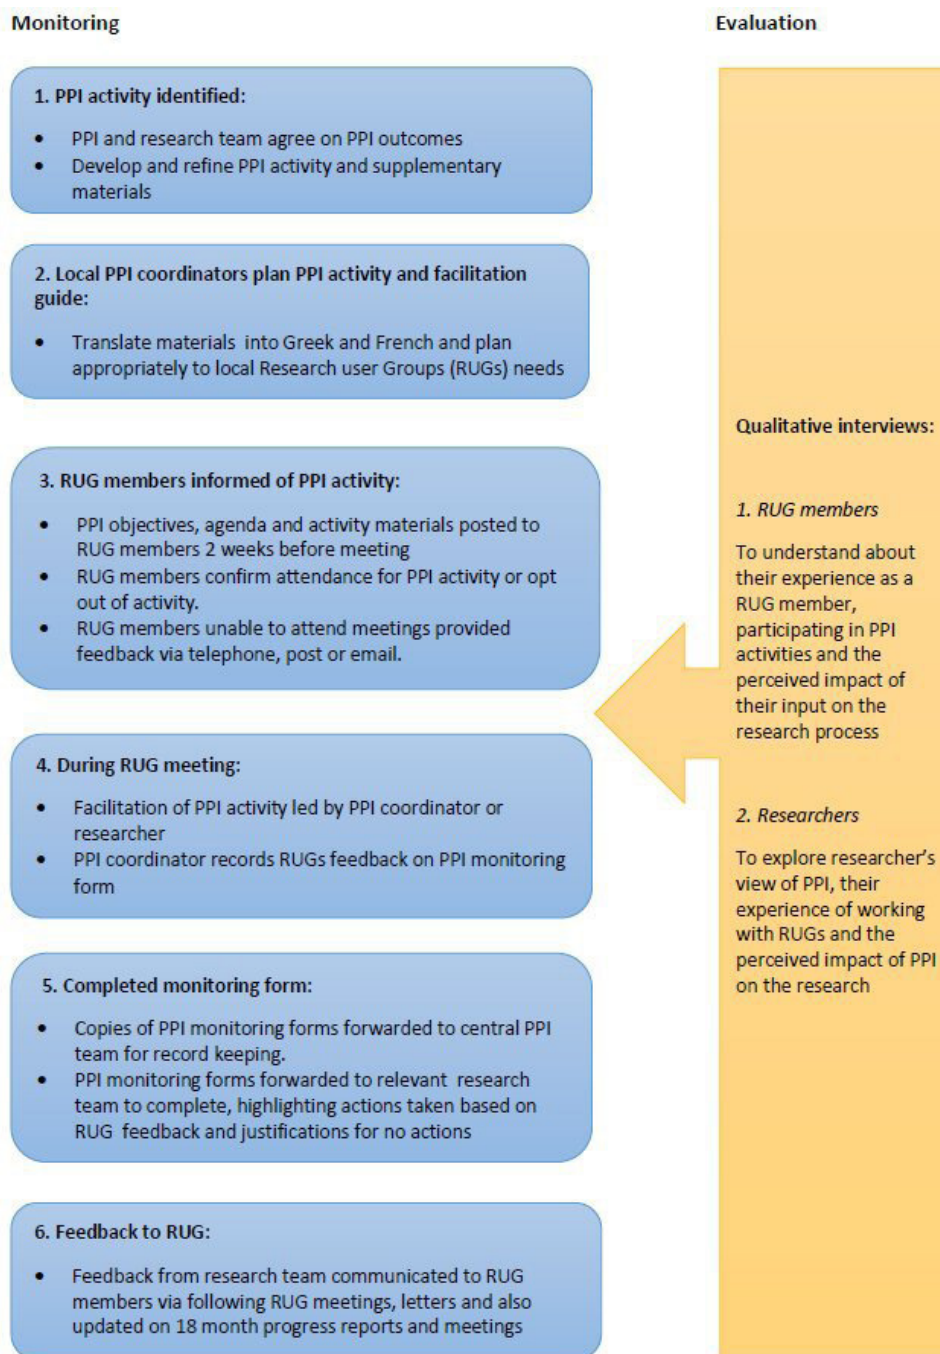 Monitoring
Evaluation
1. PPI activity identified:
• PPI and research team agree on PPI outcomes
• Develop and refine PPI activity and supplementary
materials
2. Local PPI coordinators plan PPI activity and facilitation
guide:
• Translate materials into Greek and French and plan
appropriately to local Research user Groups (RUGs) needs
3. RUG members informed of PPI activity:
• PPI objectives, agenda and activity materials posted to
RUG members 2 weeks before meeting
• RUG members confirm attendance for PPI activity or opt
out of activity.
• RUG members unable to attend meetings provided
feedback via telephone, post or email.
4. During RUG meeting:
• Facilitation of PPI activity led by PPI coordinator or
researcher
• PPI coordinator records RUGs feedback on PPI monitoring
form
5. Completed monitoring form:
• Copies of PPI monitoring forms forwarded to central PPI
team for record keeping.
• PPI monitoring forms forwarded to relevant research
team to complete, highlighting actions taken based on
RUG feedback and justifications for no actions
6. Feedback to RUG:
• Feedback from research team communicated to RUG
members via following RUG meetings, letters and also
updated on 18 month progress reports and meetings
Qualitative interviews:
1. RUG members
To understand about
their experience as a
RUG member,
participating in PPI
activities and the
perceived impact of
their input on the
research process
2. Researchers
To explore researcher's
view of PPI, their
experience of working
with RUGs and the
perceived impact of PPI
on the research